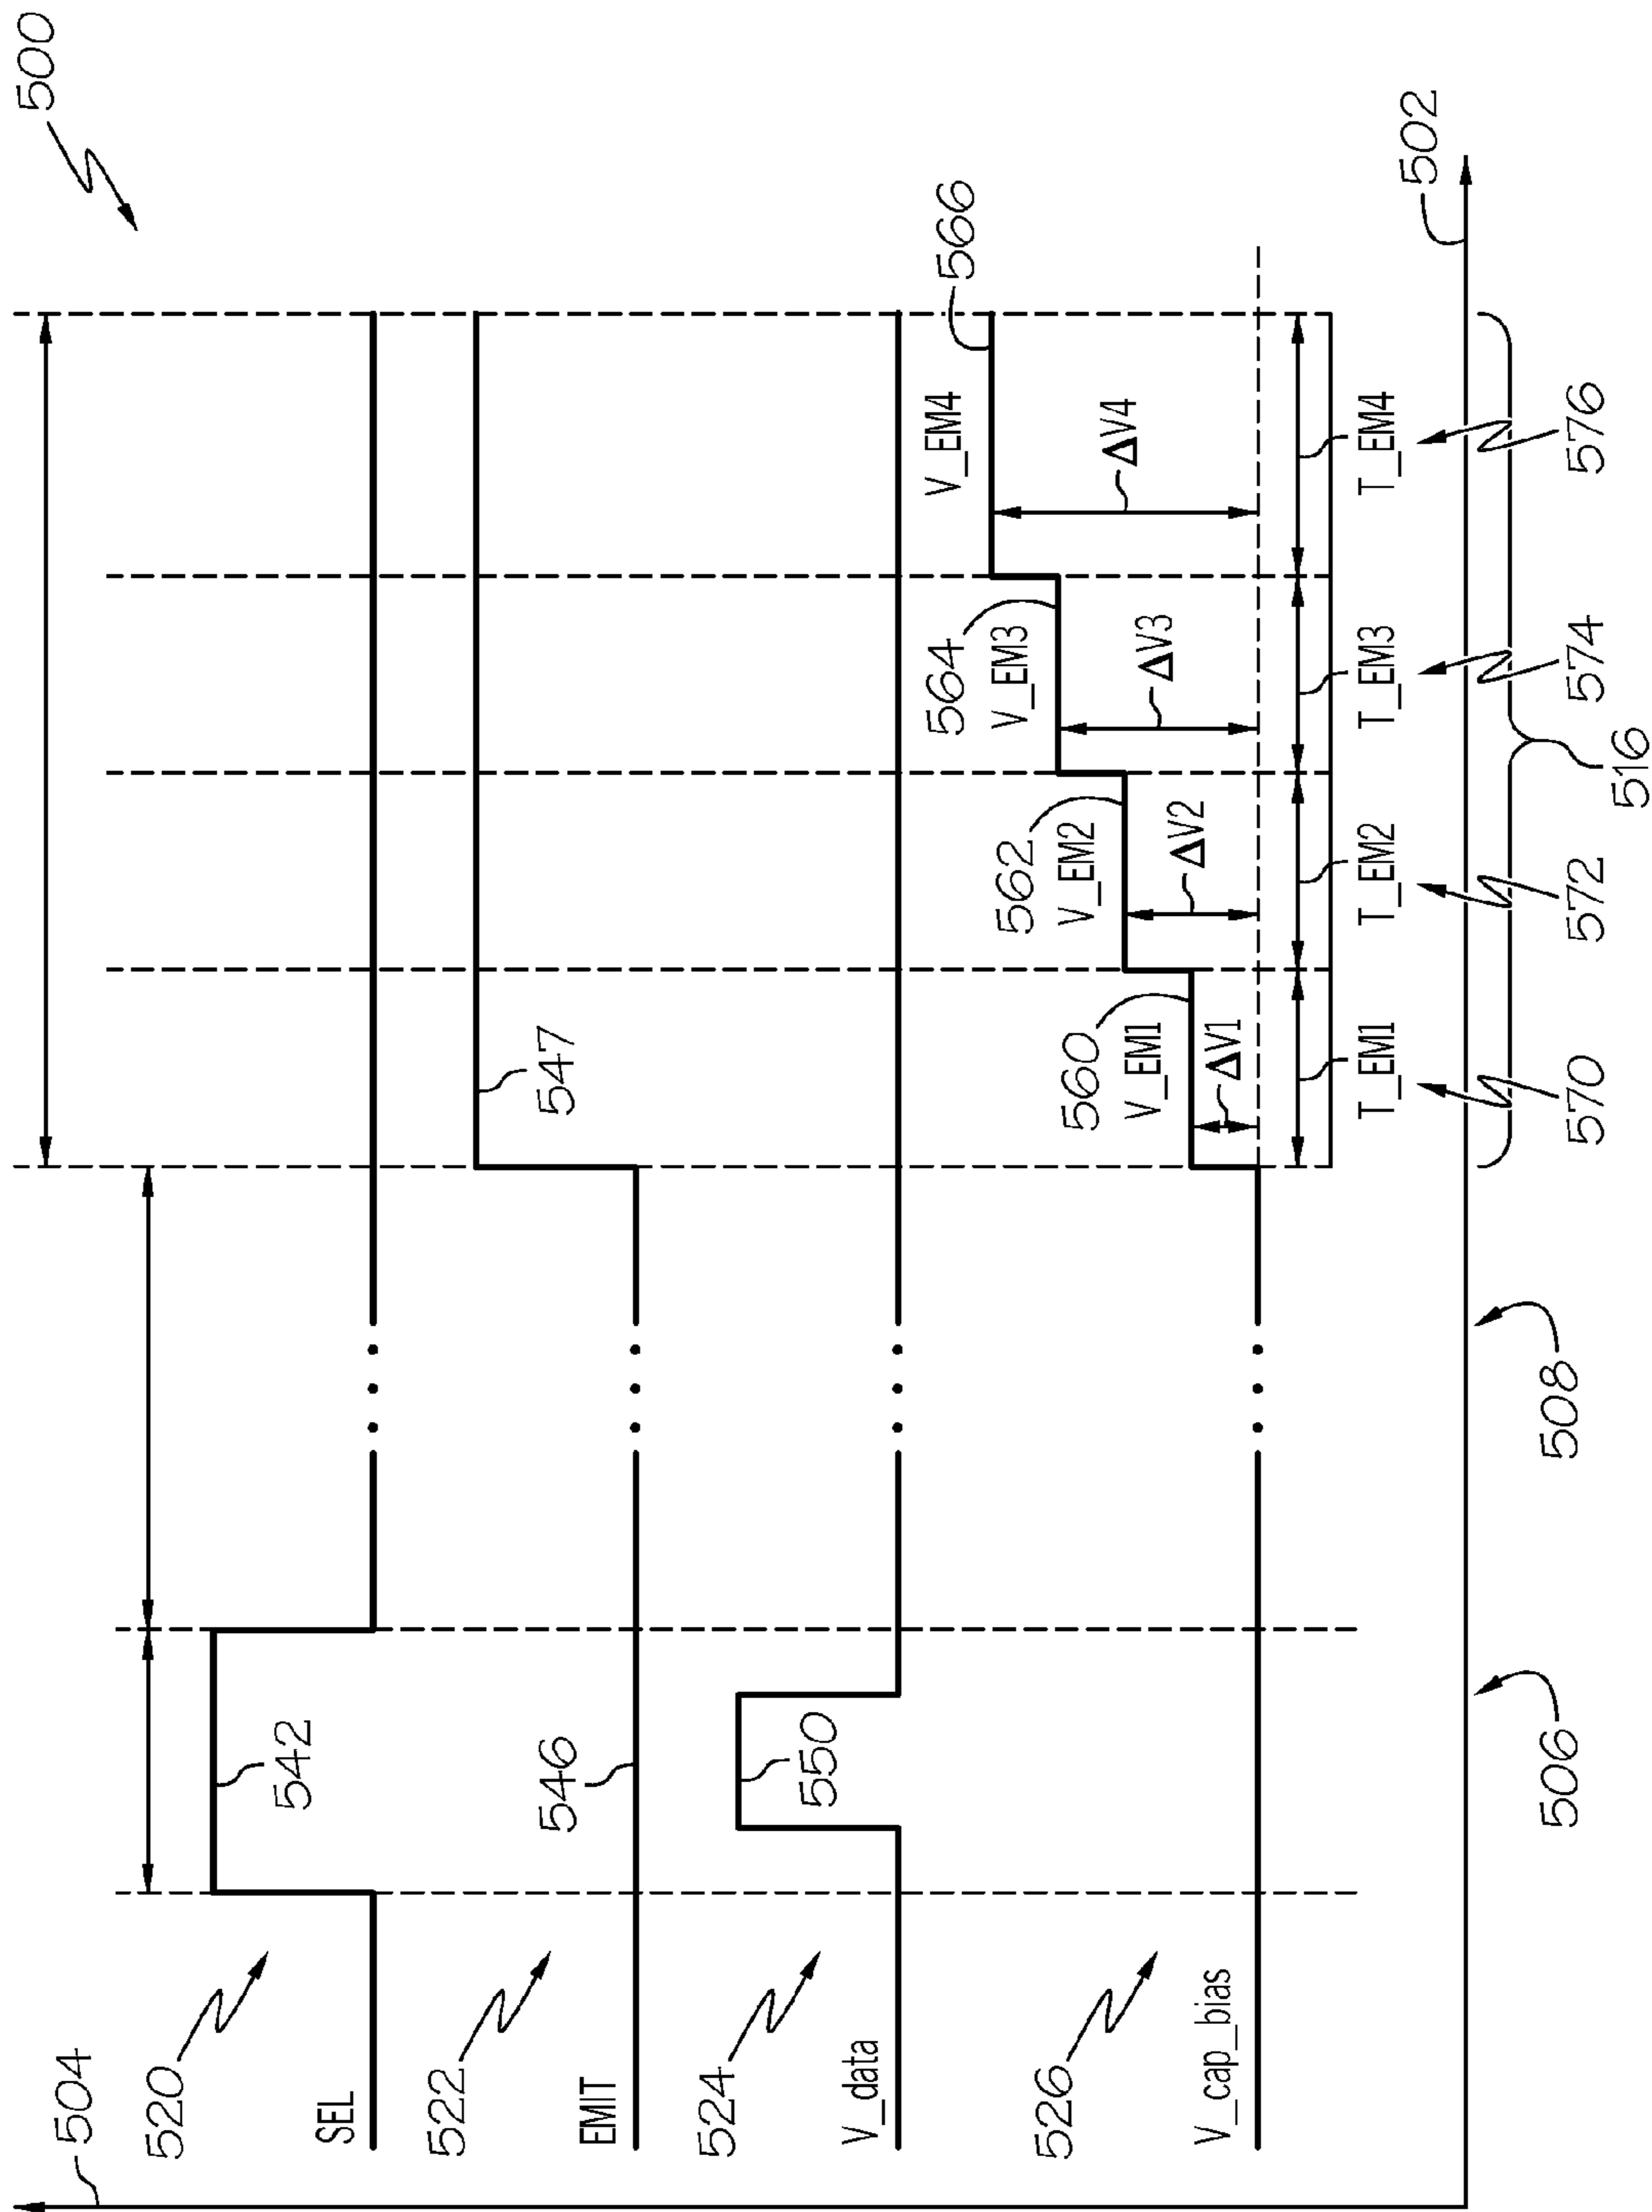 500
504
520
542
SEL
522
546
547
EMIT
524
550
V_data
566
V_EM4
564
V_EM3
562
V_EM2
560
V_EM1
526
V_cap_bias
ΔV1
ΔV2
ΔV3
ΔV4
T_EM1
T_EM2
T_EM3
T_EM4
502
506
508
570
572
574
576
516